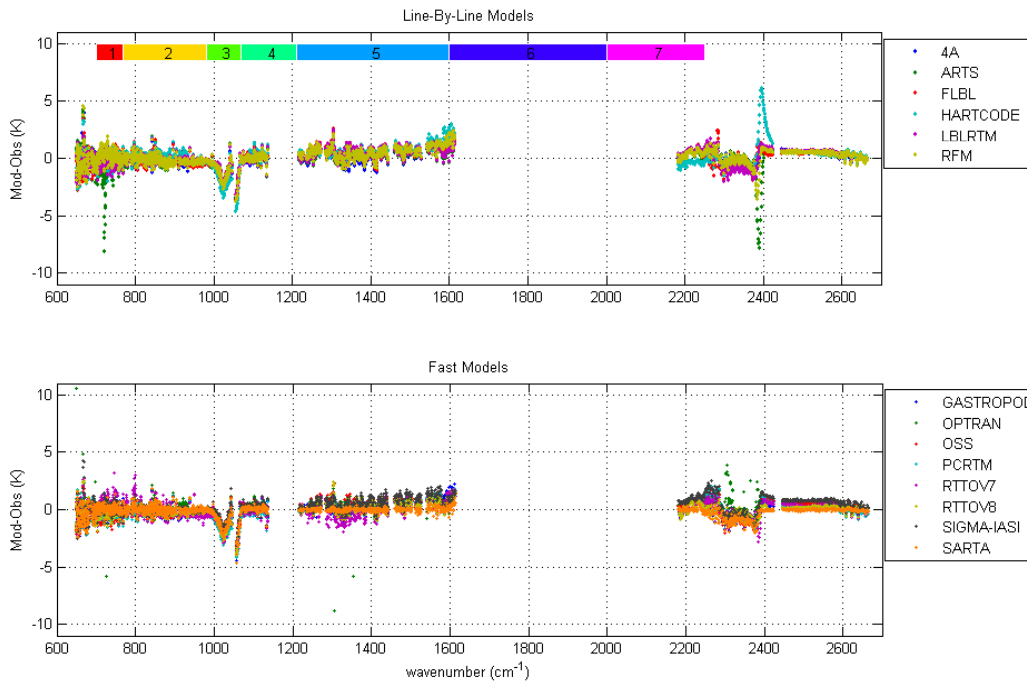 Line-By-Line Models
10
5
0
-5
-10
Mod-Obs (K)
1 2 3 4 5 6 7
600 800 1000 1200 1400 1600 1800 2000 2200 2400 2600
4A
ARTS
FLBL
HARTCODE
LBLRTM
RFM
Fast Models
10
5
0
-5
-10
Mod-Obs (K)
600 800 1000 1200 1400 1600 1800 2000 2200 2400 2600
wavenumber (cm⁻¹)
GASTROPOD
OPTRAN
OSS
PCRTM
RTTOV7
RTTOV8
SIGMA-IASI
SARTA